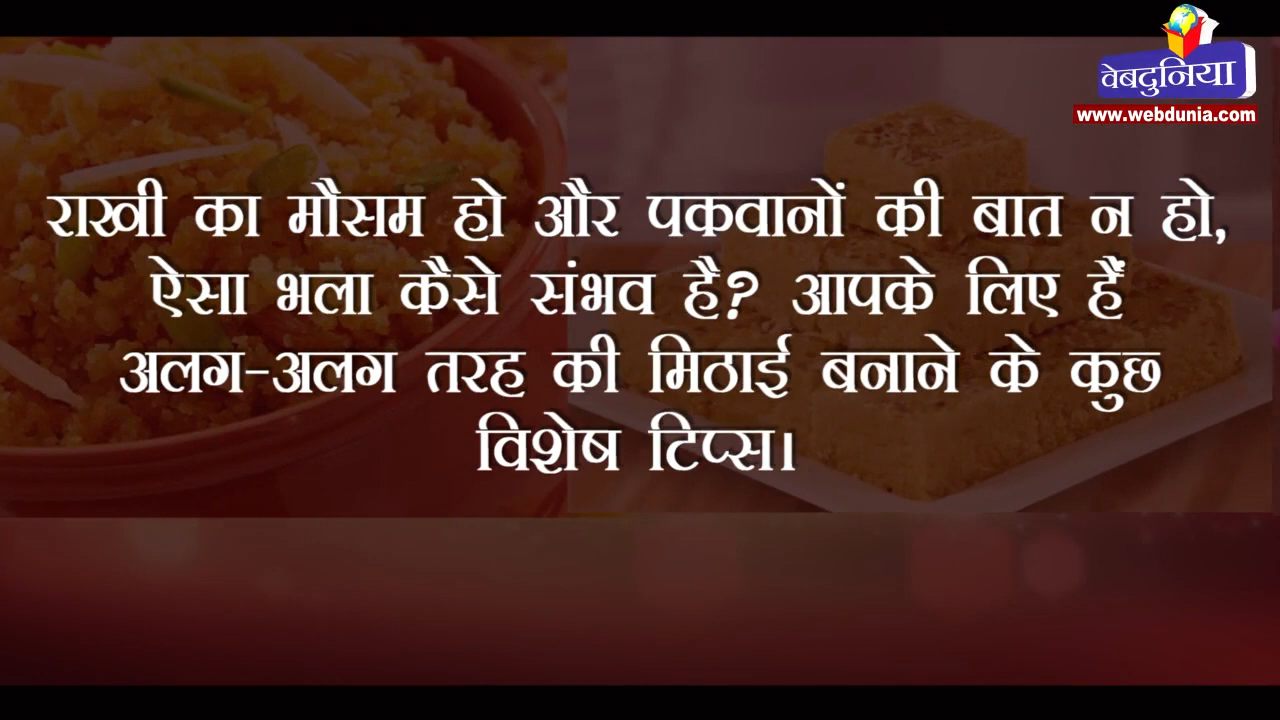 वेबदुनिया
www.webdunia.com
राखी का मौसम हो और पकवानों की बात न हो,
ऐसा भला कैसे संभव है? आपके लिए हैं
अलग-अलग तरह की मिठाई बनाने के कुछ
विशेष टिप्स।